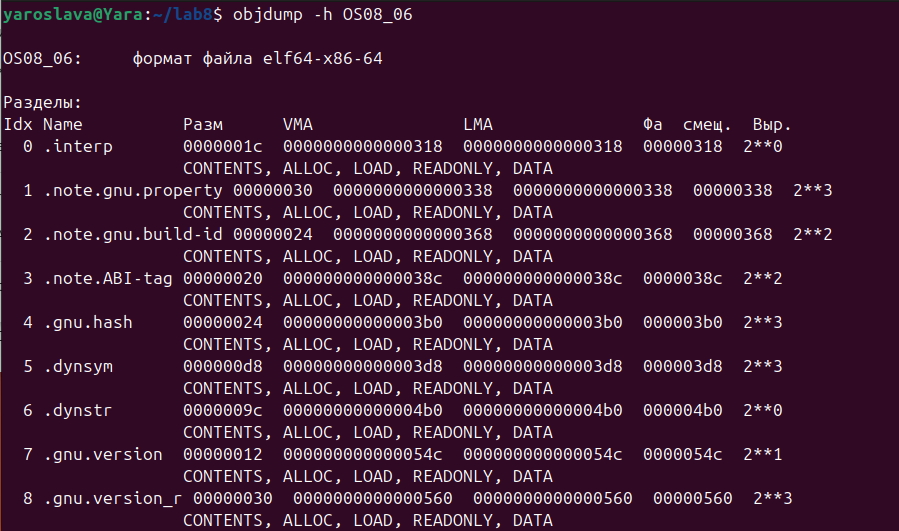 yaroslava@Yara:~/lab8$ objdump -h OS08_06
OS08_06:     формат файла elf64-x86-64
Разделы:
Idx Name          Разм      VMA               LMA               Фа  смещ.  Выр.
  0 .interp       0000001c  0000000000000318  0000000000000318  00000318  2**0
                  CONTENTS, ALLOC, LOAD, READONLY, DATA
  1 .note.gnu.property 00000030  0000000000000338  0000000000000338  00000338  2**3
                  CONTENTS, ALLOC, LOAD, READONLY, DATA
  2 .note.gnu.build-id 00000024  0000000000000368  0000000000000368  00000368  2**2
                  CONTENTS, ALLOC, LOAD, READONLY, DATA
  3 .note.ABI-tag 00000020  000000000000038c  000000000000038c  0000038c  2**2
                  CONTENTS, ALLOC, LOAD, READONLY, DATA
  4 .gnu.hash     00000024  00000000000003b0  00000000000003b0  000003b0  2**3
                  CONTENTS, ALLOC, LOAD, READONLY, DATA
  5 .dynsym       000000d8  00000000000003d8  00000000000003d8  000003d8  2**3
                  CONTENTS, ALLOC, LOAD, READONLY, DATA
  6 .dynstr       0000009c  00000000000004b0  00000000000004b0  000004b0  2**0
                  CONTENTS, ALLOC, LOAD, READONLY, DATA
  7 .gnu.version  00000012  000000000000054c  000000000000054c  0000054c  2**1
                  CONTENTS, ALLOC, LOAD, READONLY, DATA
  8 .gnu.version_r 00000030  0000000000000560  0000000000000560  00000560  2**3
                  CONTENTS, ALLOC, LOAD, READONLY, DATA